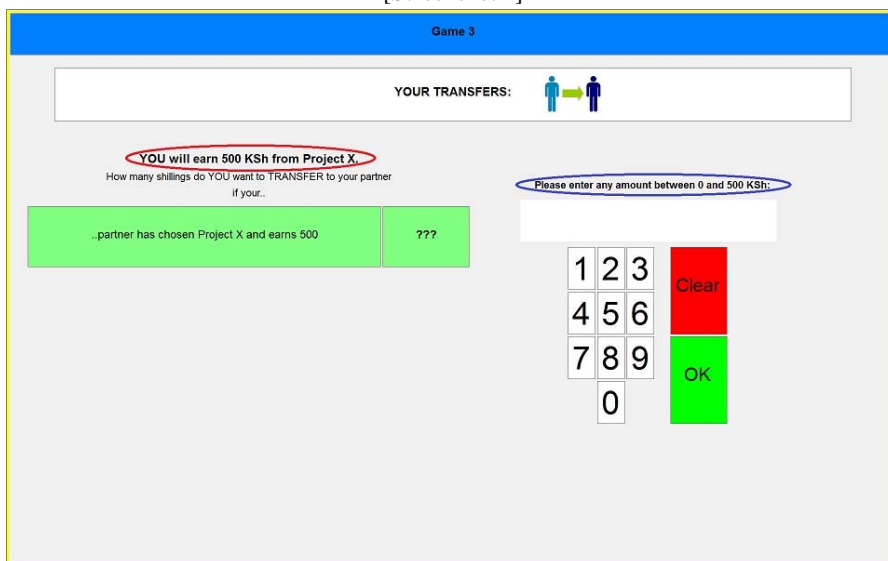 Game 3
YOUR TRANSFERS:
YOU will earn 500 KSh from Project X.
How many shillings do YOU want to TRANSFER to your partner
if your..
..partner has chosen Project X and earns 500
???
Please enter any amount between 0 and 500 KSh:
1 2 3
Clear
4 5 6
7 8 9
OK
0